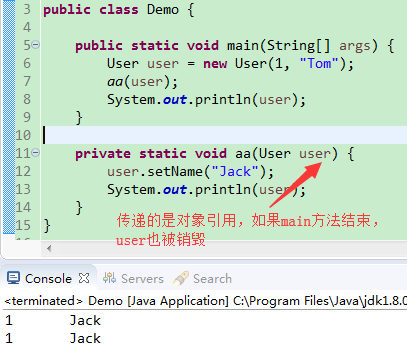 3 public class Demo {
4
5 public static void main(String[] args) {
6 User user = new User(1, "Tom");
7 aa(user);
8 System.out.println(user);
9 }
10
11 private static void aa(User user) {
12 user.setName("Jack");
13 System.out.println(user);
14 }
15 }
传递的是对象引用，如果main方法结束，
user也被销毁
Console Servers Search
<terminated> Demo [Java Application] C:\Program Files\Java\jdk1.8.0
1 Jack
1 Jack